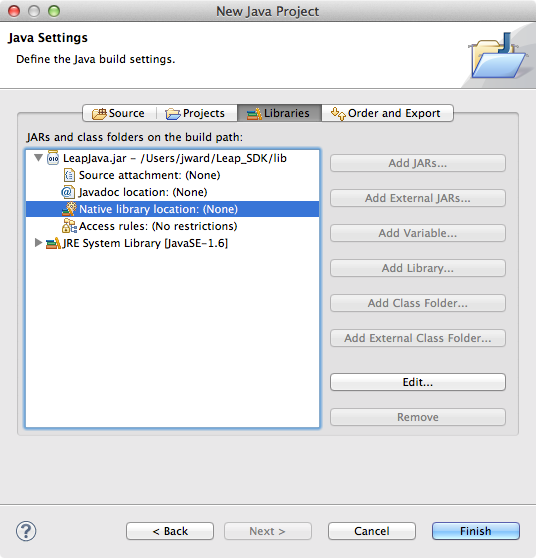 New Java Project
Java Settings
Define the Java build settings.
Source Projects Libraries Order and Export
JARs and class folders on the build path:
LeapJava.jar – /Users/jward/Leap_SDK/lib
Source attachment: (None)
Javadoc location: (None)
Native library location: (None)
Access rules: (No restrictions)
JRE System Library [JavaSE-1.6]
Add JARs...
Add External JARs...
Add Variable...
Add Library...
Add Class Folder...
Add External Class Folder...
Edit...
Remove
? < Back Next > Cancel Finish